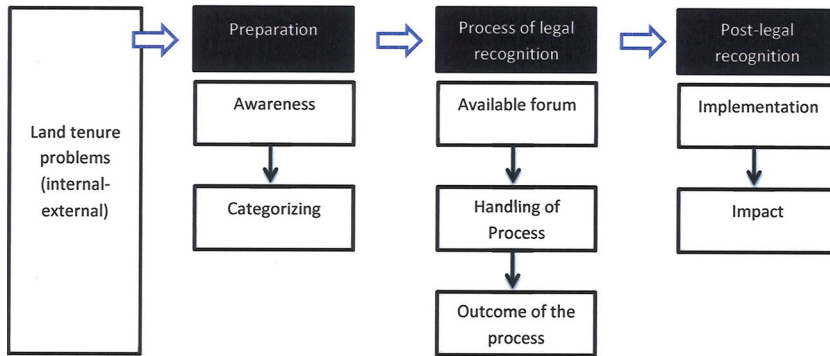 Land tenure
problems
(internal-
external)
Preparation
Awareness
Categorizing
Process of legal
recognition
Available forum
Handling of
Process
Outcome of the
process
Post-legal
recognition
Implementation
Impact